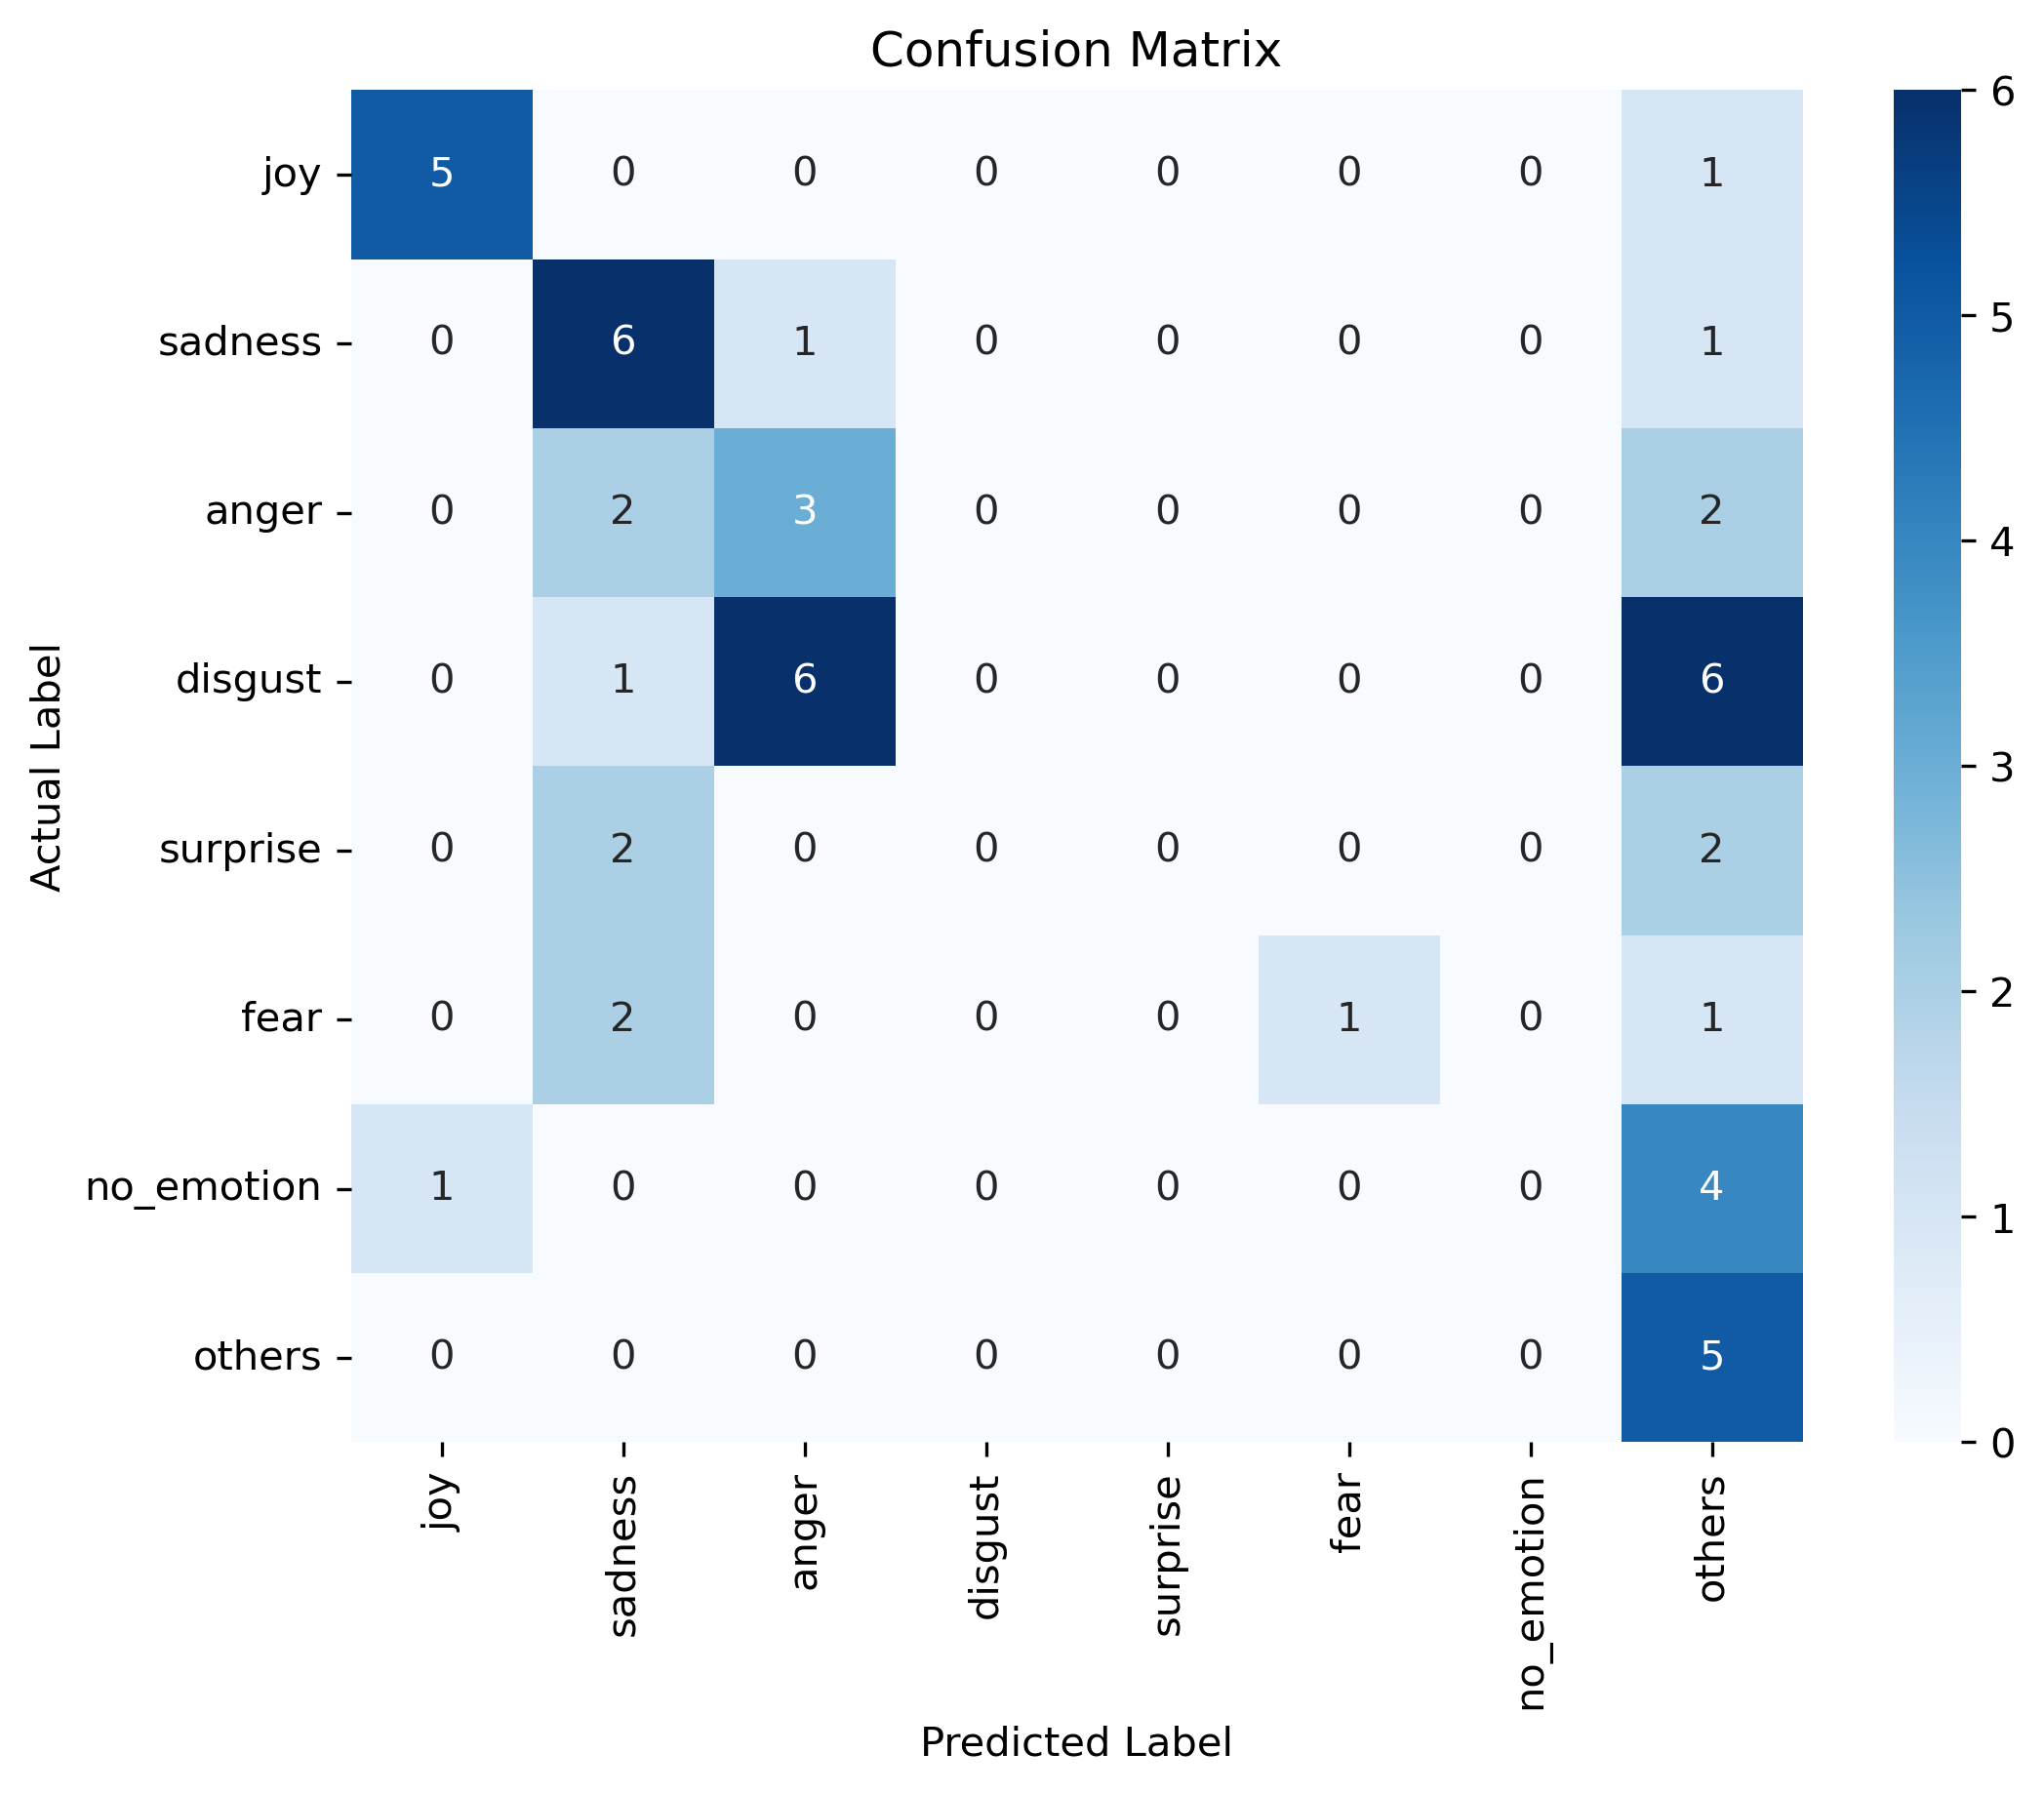 Confusion Matrix
joy 5 0 0 0 0 0 0 1
sadness 0 6 1 0 0 0 0 1
anger 0 2 3 0 0 0 0 2
disgust 0 1 6 0 0 0 0 6
surprise 0 2 0 0 0 0 0 2
fear 0 2 0 0 0 1 0 1
no_emotion 1 0 0 0 0 0 0 4
others 0 0 0 0 0 0 0 5
joy sadness anger disgust surprise fear no_emotion others
Predicted Label
Actual Label
6
5
4
3
2
1
0